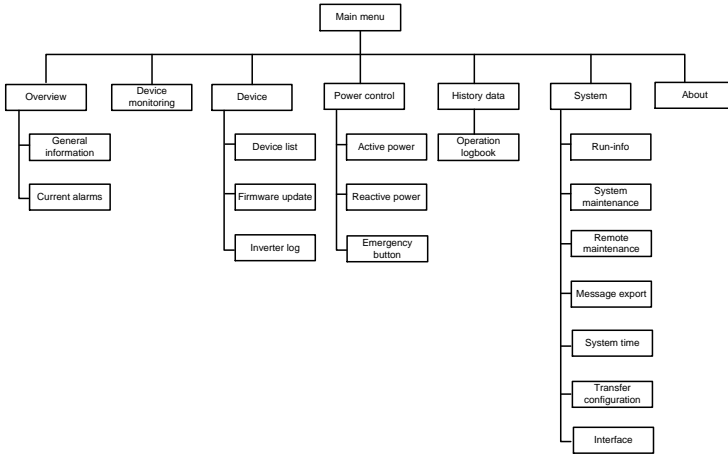 Main menu
Overview
Device
monitoring
Device
Power control
History data
System
About
General
information
Current alarms
Device list
Firmware update
Inverter log
Active power
Reactive power
Emergency
button
Operation
logbook
Run-info
System
maintenance
Remote
maintenance
Message export
System time
Transfer
configuration
Interface